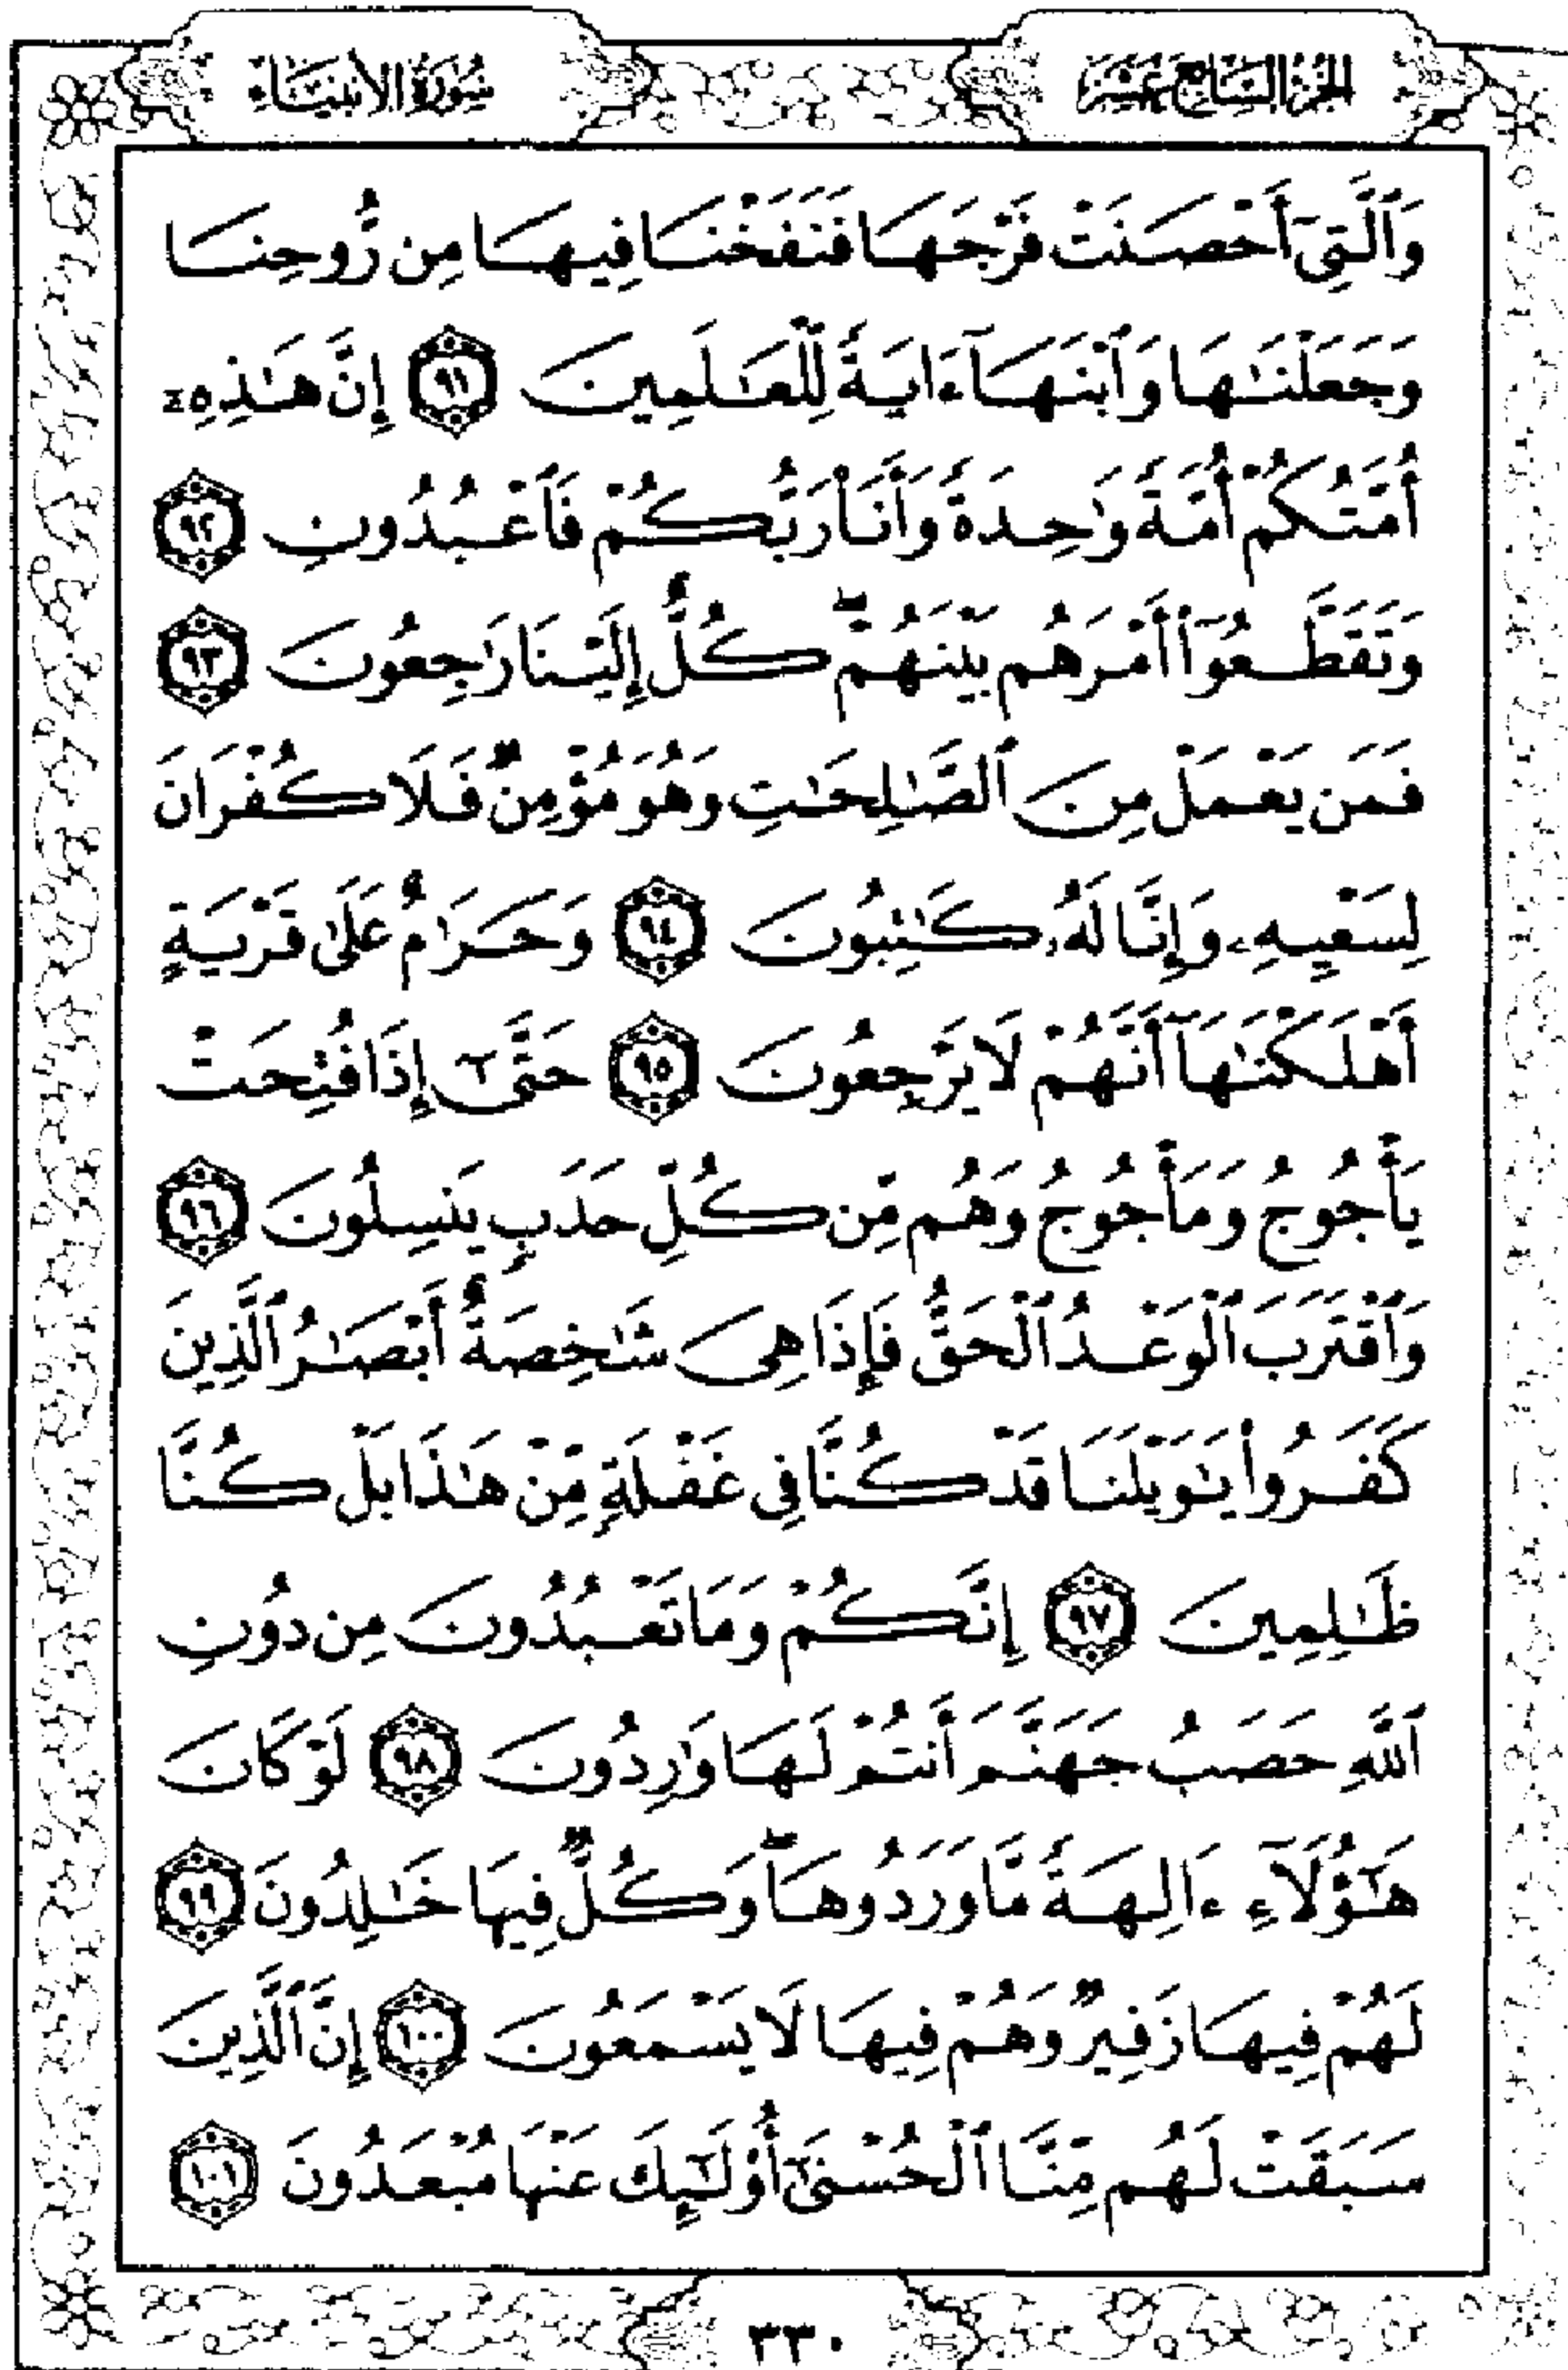 الجزء السابع عشر
سورة الأنبياء
وَٱلَّتِىٓ أَحْصَنَتْ فَرْجَهَا فَنَفَخْنَا فِيهَا مِن رُّوحِنَا
وَجَعَلْنَـٰهَا وَٱبْنَهَآ ءَايَةً لِّلْعَـٰلَمِينَ ٩١ إِنَّ هَـٰذِهِۦٓ
أُمَّتُكُمْ أُمَّةً وَٰحِدَةً وَأَنَا۠ رَبُّكُمْ فَٱعْبُدُونِ ٩٢
وَتَقَطَّعُوٓا۟ أَمْرَهُم بَيْنَهُمْ ۖ كُلٌّ إِلَيْنَا رَٰجِعُونَ ٩٣
فَمَن يَعْمَلْ مِنَ ٱلصَّـٰلِحَـٰتِ وَهُوَ مُؤْمِنٌ فَلَا كُفْرَانَ
لِسَعْيِهِۦ وَإِنَّا لَهُۥ كَـٰتِبُونَ ٩٤ وَحَرَٰمٌ عَلَىٰ قَرْيَةٍ
أَهْلَكْنَـٰهَآ أَنَّهُمْ لَا يَرْجِعُونَ ٩٥ حَتَّىٰٓ إِذَا فُتِحَتْ
يَأْجُوجُ وَمَأْجُوجُ وَهُم مِّن كُلِّ حَدَبٍ يَنسِلُونَ ٩٦
وَٱقْتَرَبَ ٱلْوَعْدُ ٱلْحَقُّ فَإِذَا هِىَ شَـٰخِصَةٌ أَبْصَـٰرُ ٱلَّذِينَ
كَفَرُوا۟ يَـٰوَيْلَنَا قَدْ كُنَّا فِى غَفْلَةٍ مِّنْ هَـٰذَا بَلْ كُنَّا
ظَـٰلِمِينَ ٩٧ إِنَّكُمْ وَمَا تَعْبُدُونَ مِن دُونِ
ٱللَّهِ حَصَبُ جَهَنَّمَ أَنتُمْ لَهَا وَٰرِدُونَ ٩٨ لَوْ كَانَ
هَـٰٓؤُلَآءِ ءَالِهَةً مَّا وَرَدُوهَا ۖ وَكُلٌّ فِيهَا خَـٰلِدُونَ ٩٩
لَهُمْ فِيهَا زَفِيرٌ وَهُمْ فِيهَا لَا يَسْمَعُونَ ١٠٠ إِنَّ ٱلَّذِينَ
سَبَقَتْ لَهُم مِّنَّا ٱلْحُسْنَىٰٓ أُو۟لَـٰٓئِكَ عَنْهَا مُبْعَدُونَ ١٠١
٣٣٠